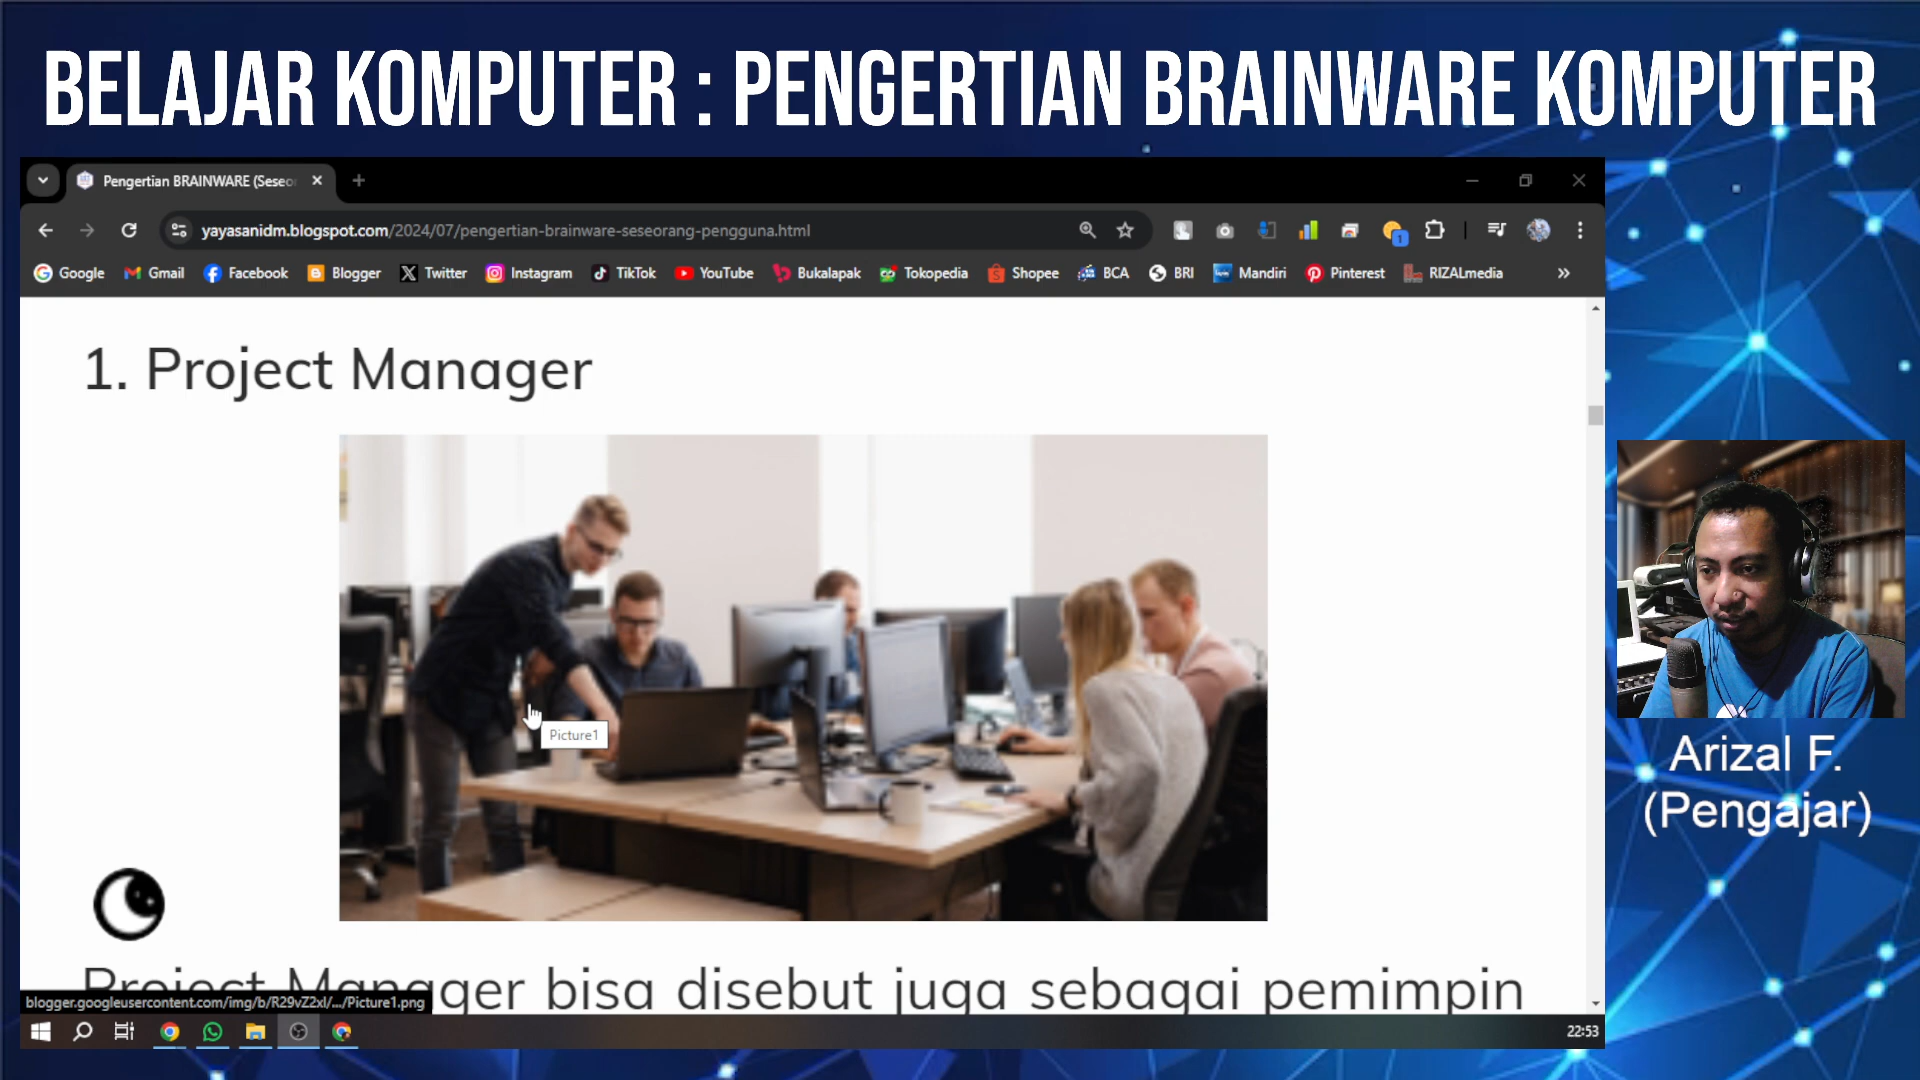 BELAJAR KOMPUTER : PENGERTIAN BRAINWARE KOMPUTER
Pengertian BRAINWARE (Seseo
yayasanidm.blogspot.com/2024/07/pengertian-brainware-seseorang-pengguna.html
1
Google Gmail Facebook Blogger Twitter Instagram TikTok YouTube Bukalapak Tokopedia Shopee BCA BRI Mandiri Pinterest RIZALmedia »
1. Project Manager
Picture1
Arizal F.
(Pengajar)
Project Manager bisa disebut juga sebagai pemimpin
blogger.googleusercontent.com/img/b/R29vZ2xl/.../Picture1.png
22:53